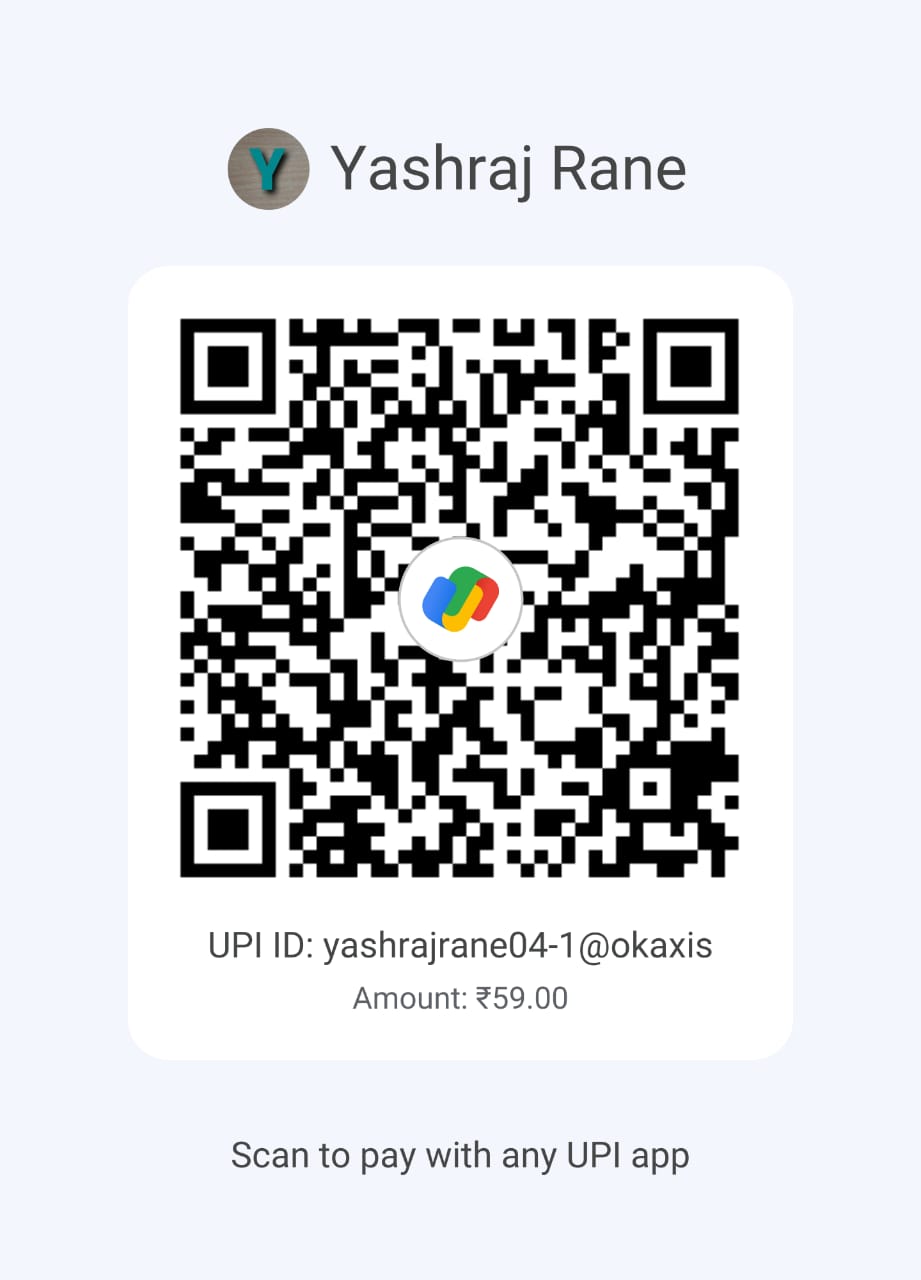 Y Yashraj Rane
UPI ID: yashrajrane04-1@okaxis
Amount: ₹59.00
Scan to pay with any UPI app